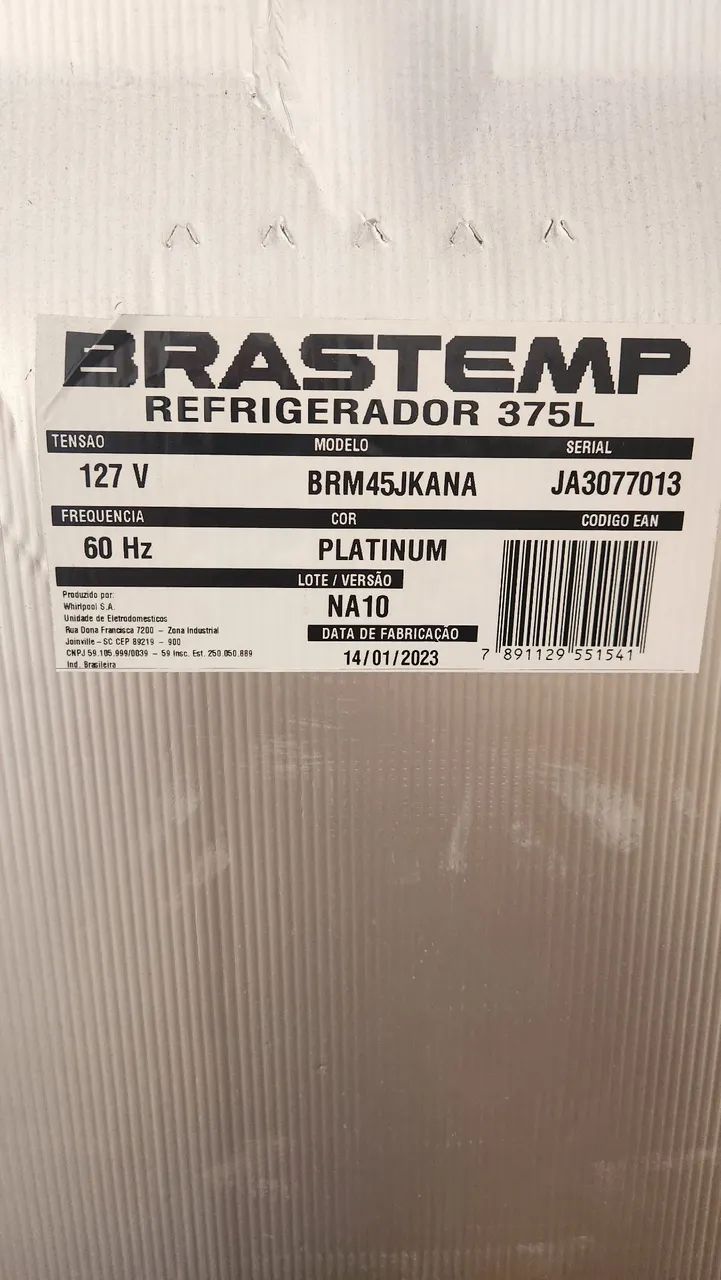 BRASTEMP
REFRIGERADOR 375L
TENSAO MODELO SERIAL
127 V BRM45JKANA JA3077013
FREQUENCIA COR CODIGO EAN
60 Hz PLATINUM
LOTE / VERSÃO
NA10
Produzido por:
Whirlpool S.A.
Unidade de Eletrodomesticos
Rua Dona Francisca 7200 - Zona Industrial
Joinville - SC CEP 89219 - 900
CNPJ 59.105.999/0039 - 59 Insc. Est. 250.050.889
Ind. Brasileira
DATA DE FABRICAÇÃO
14/01/2023
7 891129 551541